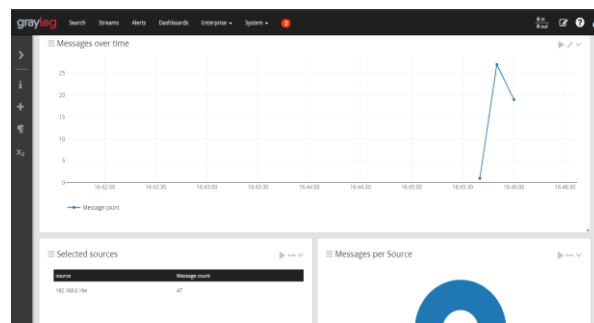 graylog Search Streams Alerts Dashboards Enterprise System 2
Messages over time
25
20
15
10
5
0
16:42:00 16:42:30 16:43:00 16:43:30 16:44:00 16:44:30 16:45:00 16:45:30 16:46:00 16:46:30
Message count
Selected sources
source Message count
192.168.0.194 47
Messages per Source